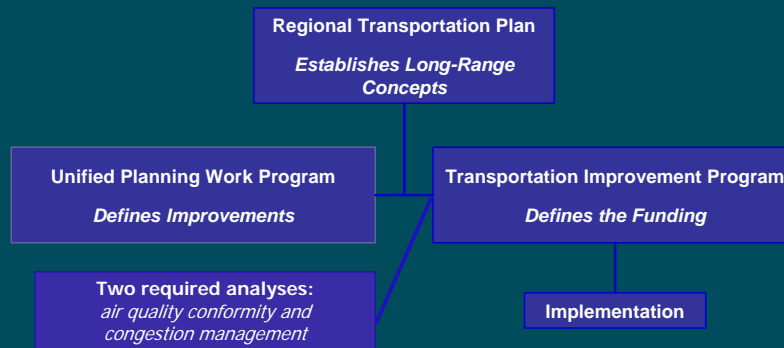 Regional Transportation Plan
Establishes Long-Range
Concepts
Unified Planning Work Program
Defines Improvements
Transportation Improvement Program
Defines the Funding
Two required analyses:
air quality conformity and
congestion management
Implementation